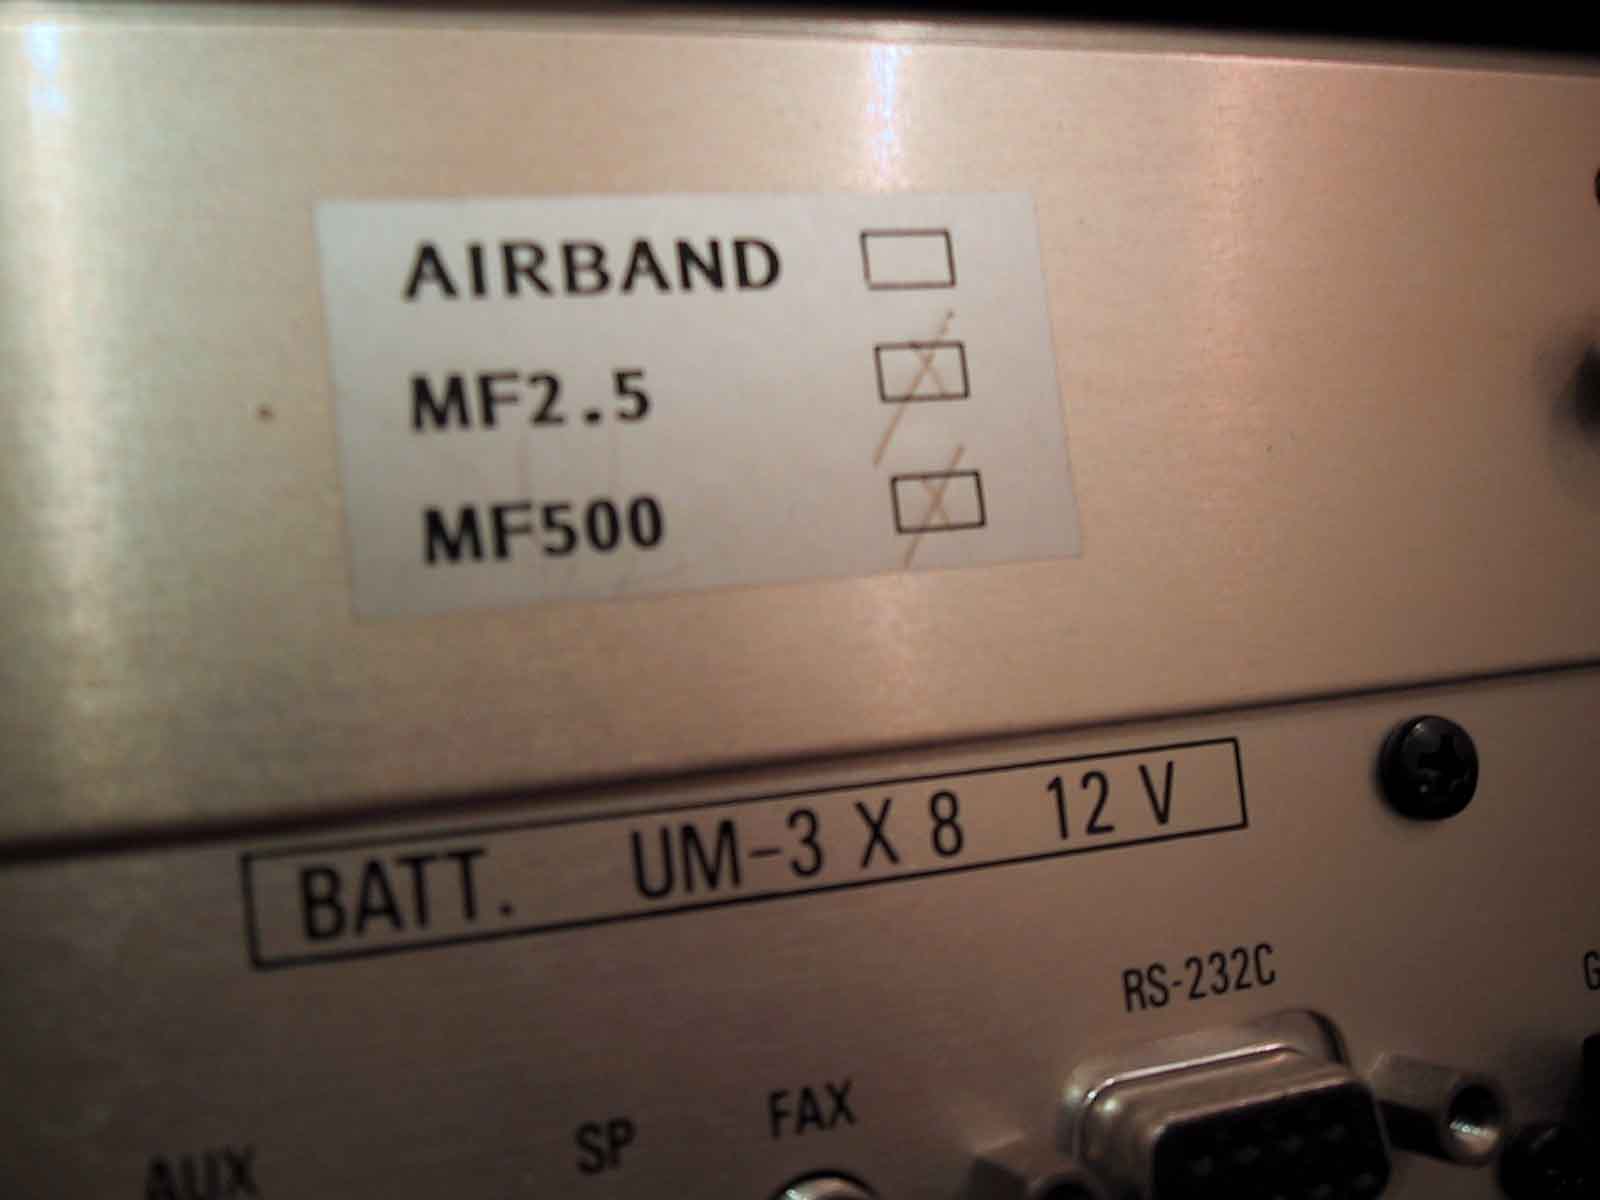 AIRBAND
MF2.5
MF500
BATT. UM-3 X 8 12 V
RS-232C
FAX
SP
AUX